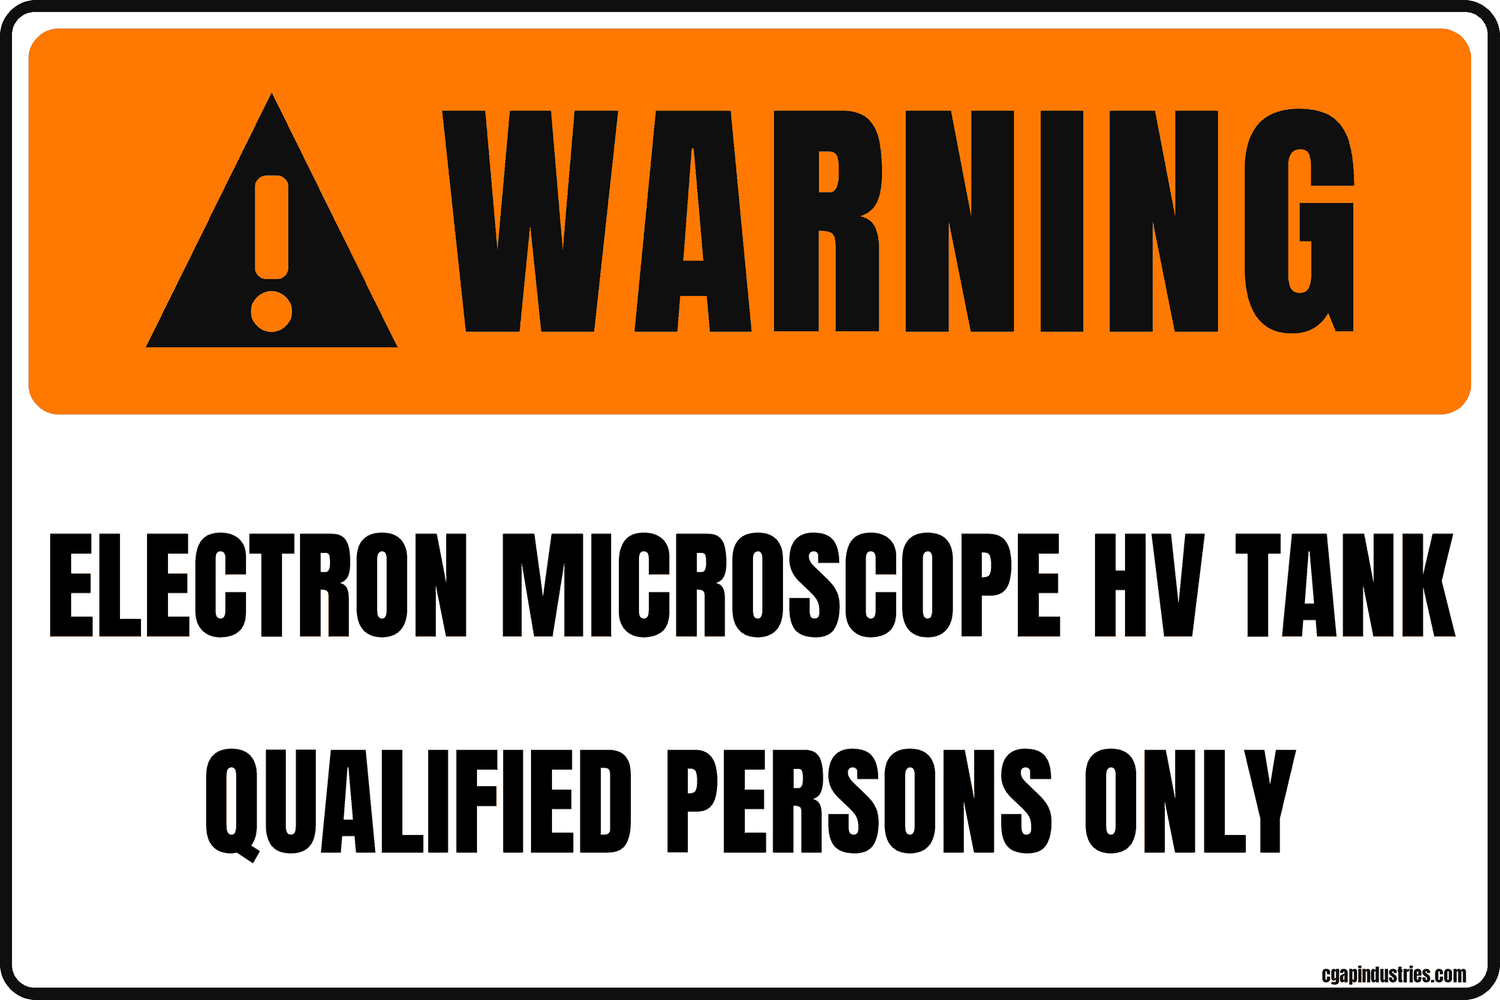 WARNING
ELECTRON MICROSCOPE HV TANK
QUALIFIED PERSONS ONLY
cgapindustries.com